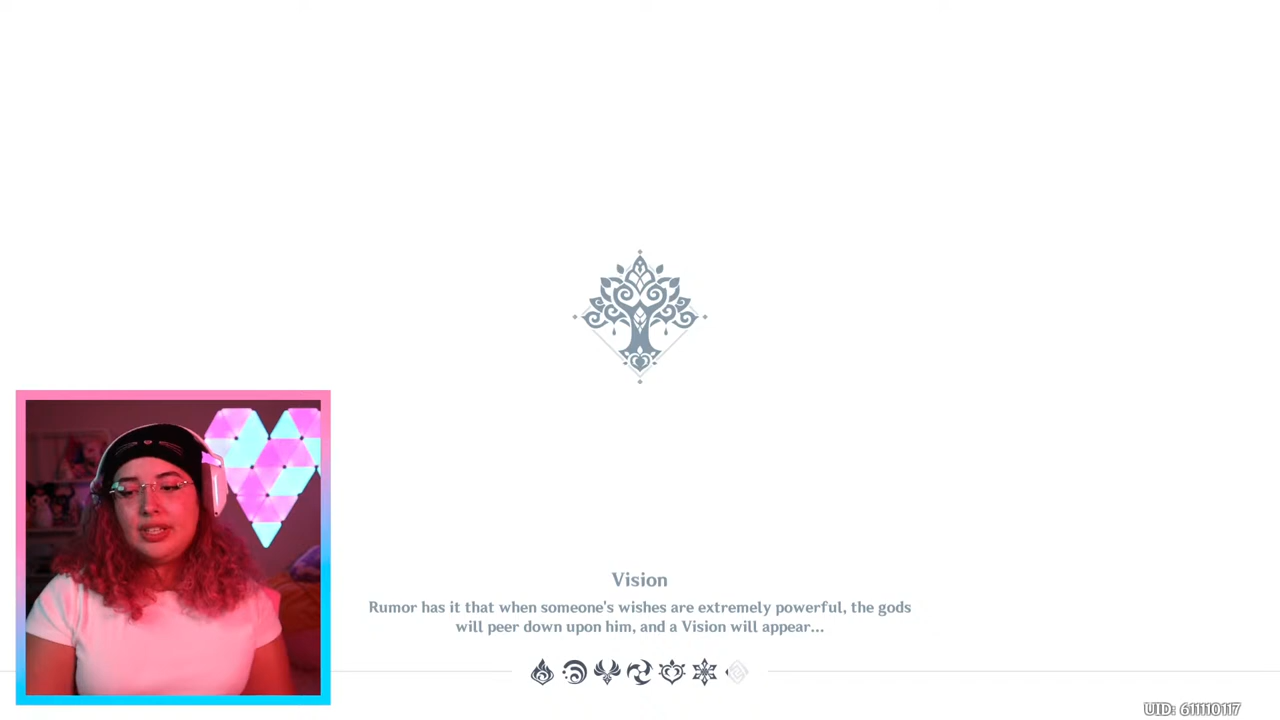 Vision
Rumor has it that when someone's wishes are extremely powerful, the gods
will peer down upon him, and a Vision will appear...
UID: 611110117